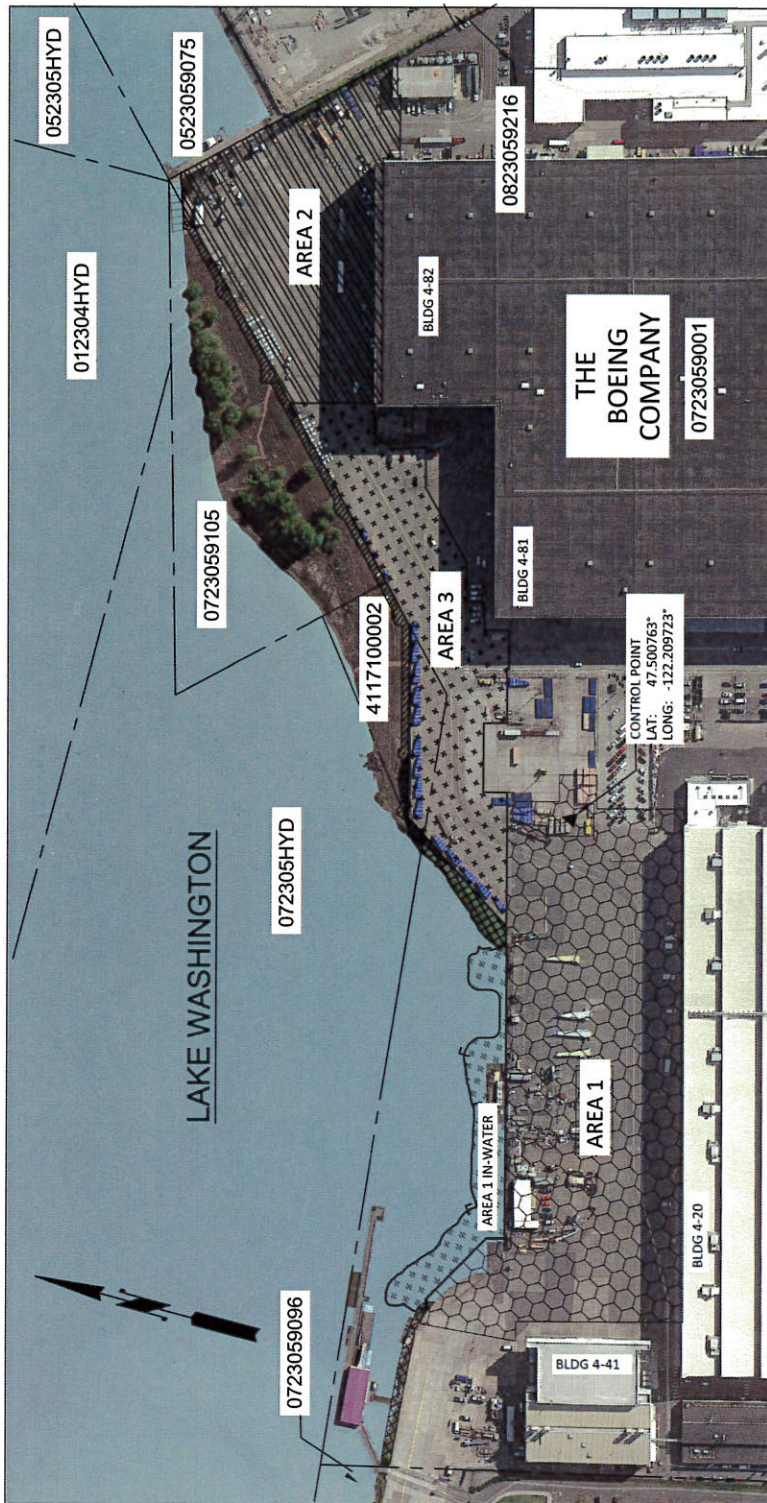 0723059096
LAKE WASHINGTON
072305HYD
0723059105
012304HYD
052305HYD
0523059075
4117100002
AREA 1 IN-WATER
AREA 1
AREA 3
AREA 2
BLDG 4-41
BLDG 4-20
CONTROL POINT
LAT: 47.500763°
LONG: -122.209723°
BLDG 4-81
BLDG 4-82
0823059216
THE
BOEING
COMPANY
0723059001